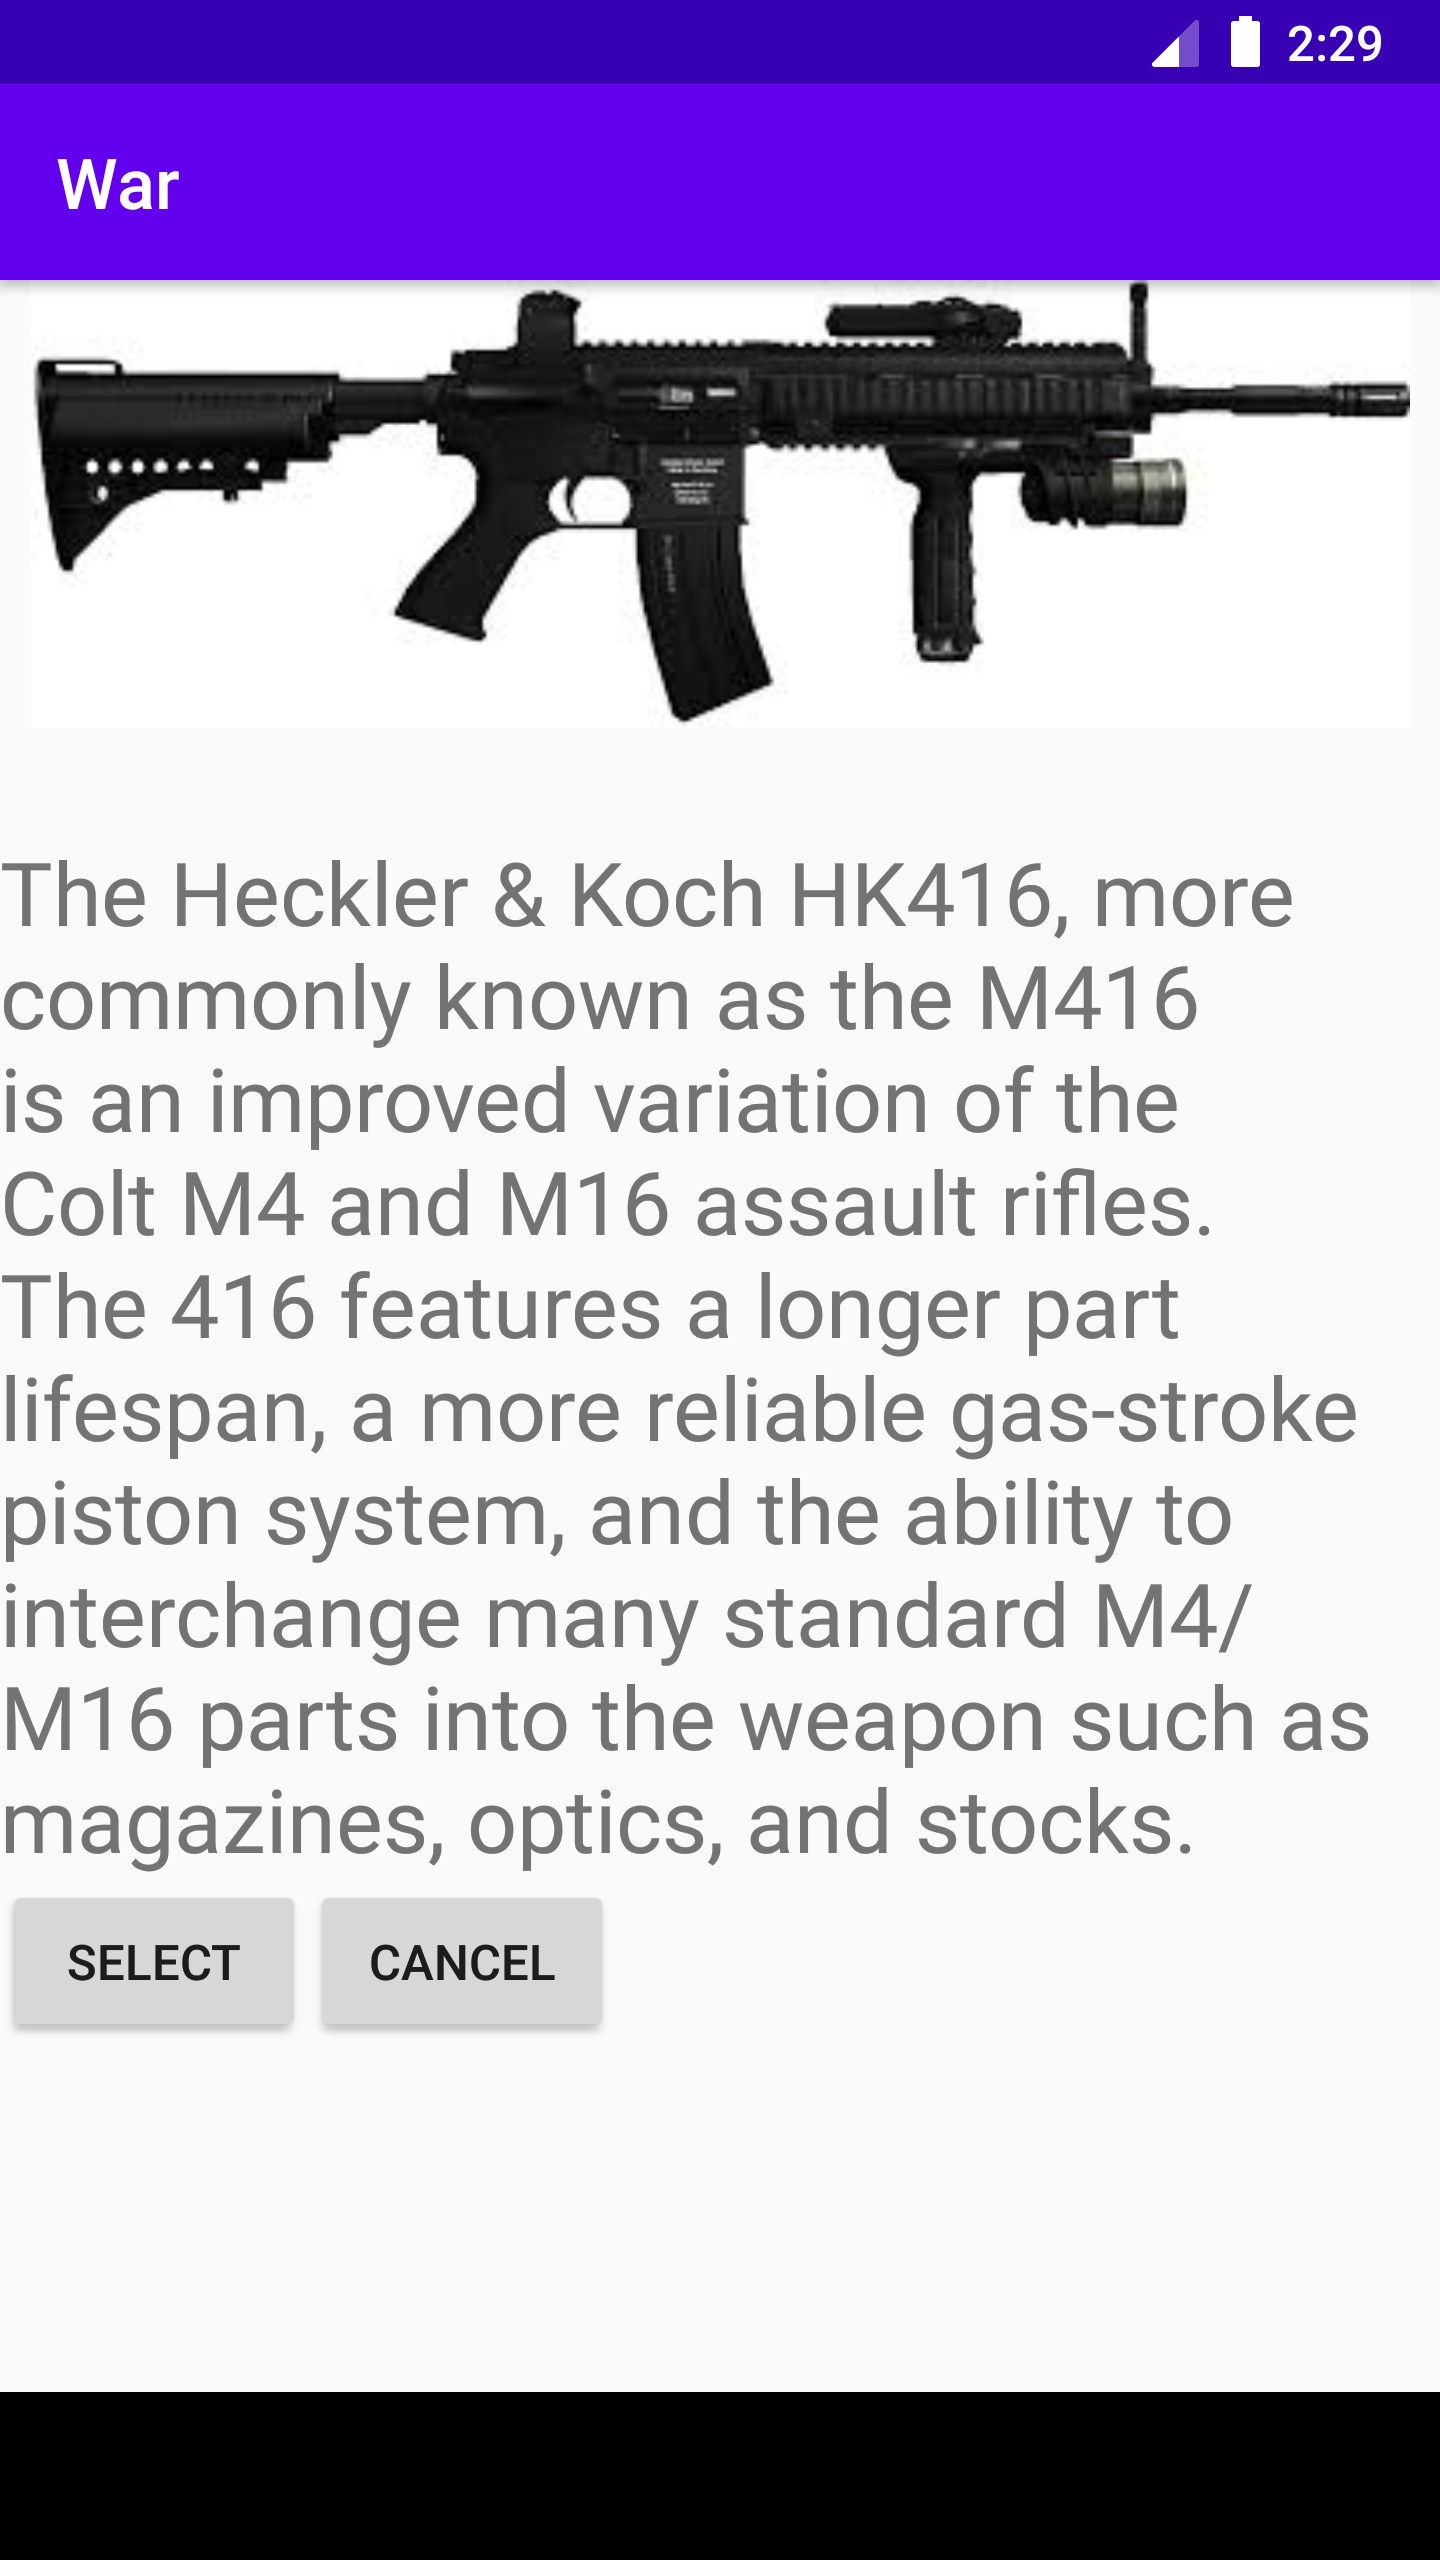 2:29
War
The Heckler & Koch HK416, more
commonly known as the M416
is an improved variation of the
Colt M4 and M16 assault rifles.
The 416 features a longer part
lifespan, a more reliable gas-stroke
piston system, and the ability to
interchange many standard M4/
M16 parts into the weapon such as
magazines, optics, and stocks.
SELECT CANCEL